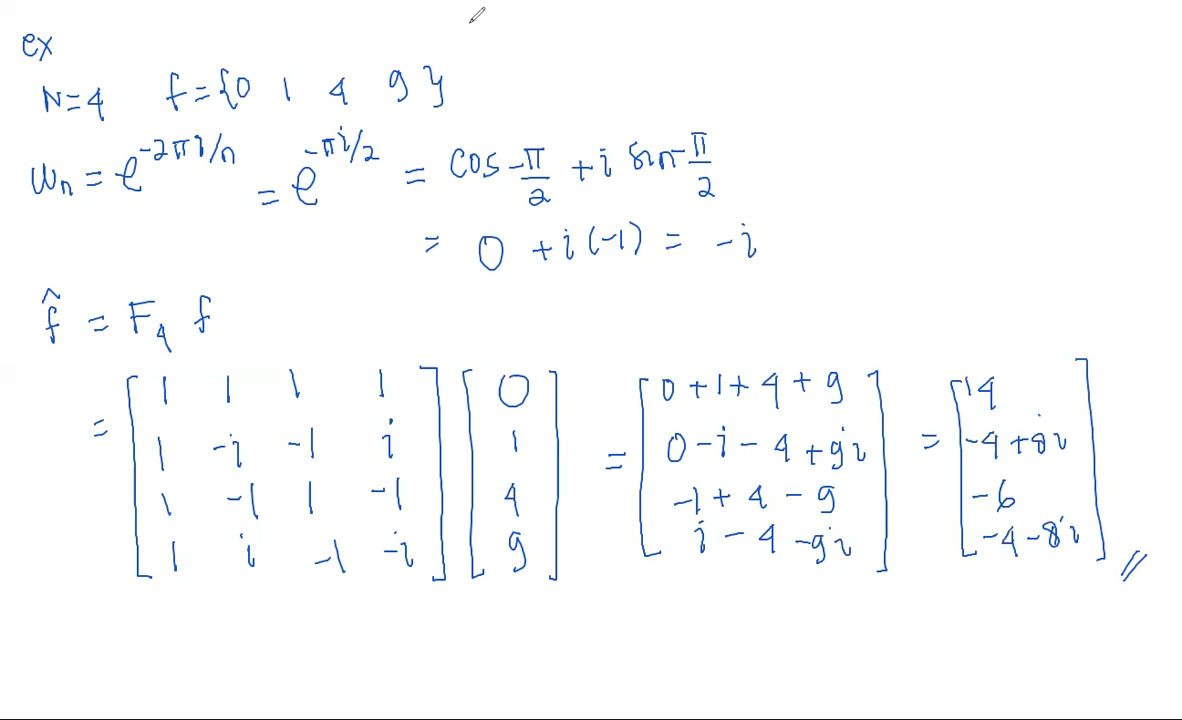 ex
N=4 f={0 1 4 9}
Wn = e^{-2πi/n} = e^{-πi/2} = cos -π/2 + i sin -π/2
= 0 + i(-1) = -i
f̂ = F₄ f
= [1 1 1 1; 1 -i -1 i; 1 -1 1 -1; 1 i -1 -i] [0; 1; 4; 9] = [0+1+4+9; 0-i-4+9i; -1+4-9; i-4-9i] = [14; -4+8i; -6; -4-8i] //